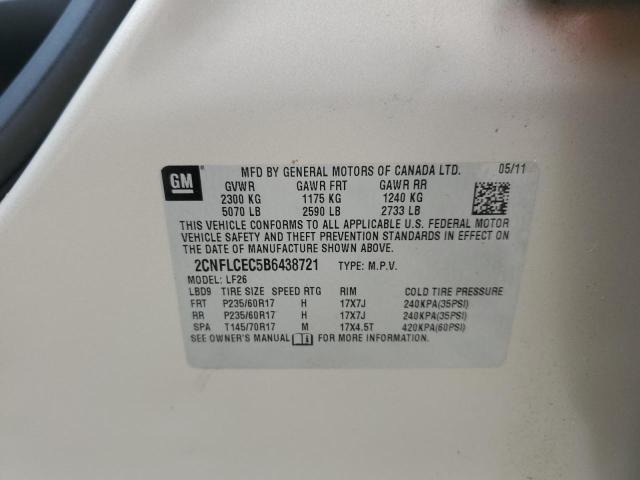 GM
MFD BY GENERAL MOTORS OF CANADA LTD. 05/11
GVWR GAWR FRT GAWR RR
2300 KG 1175 KG 1240 KG
5070 LB 2590 LB 2733 LB
THIS VEHICLE CONFORMS TO ALL APPLICABLE U.S. FEDERAL MOTOR
VEHICLE SAFETY AND THEFT PREVENTION STANDARDS IN EFFECT ON
THE DATE OF MANUFACTURE SHOWN ABOVE.
2CNFLCEC5B6438721 TYPE: M.P.V.
MODEL: LF26
LBD9 TIRE SIZE SPEED RTG RIM COLD TIRE PRESSURE
FRT P235/60R17 H 17X7J 240KPA(35PSI)
RR P235/60R17 H 17X7J 240KPA(35PSI)
SPA T145/70R17 M 17X4.5T 420KPA(60PSI)
SEE OWNER'S MANUAL FOR MORE INFORMATION.